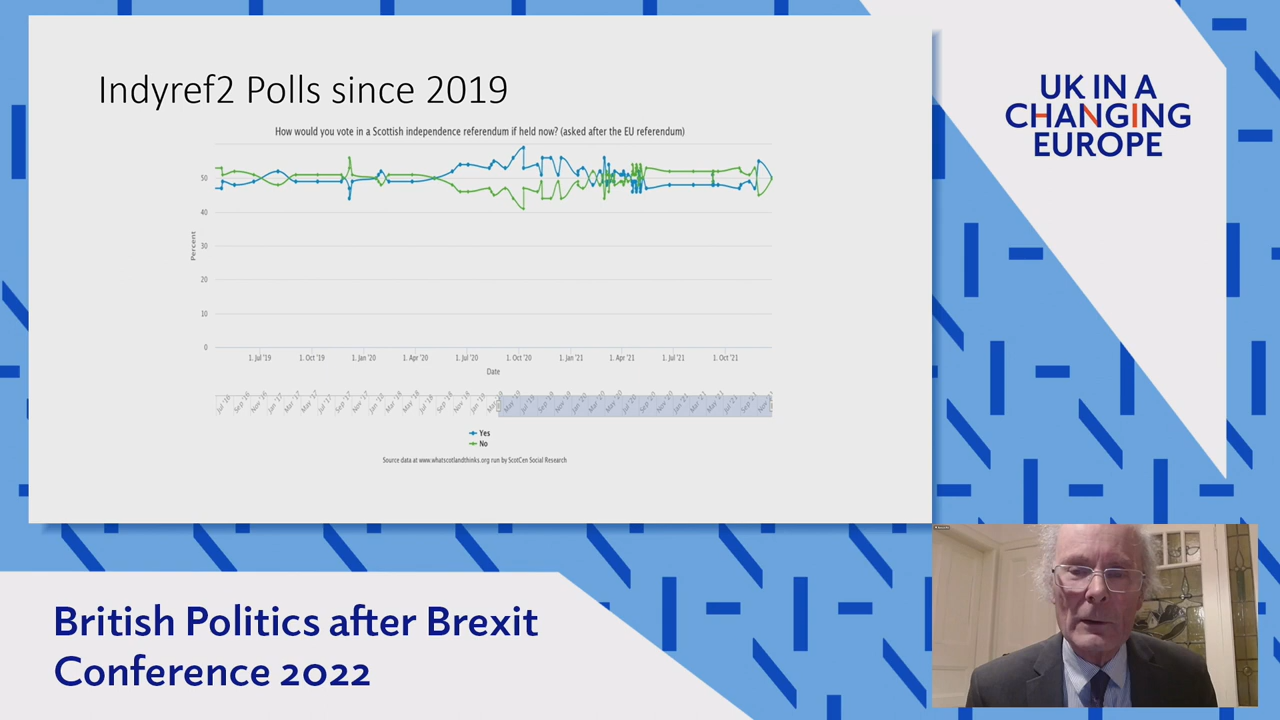 Indyref2 Polls since 2019
How would you vote in a Scottish independence referendum if held now? (asked after the EU referendum)
50
40
30
20
10
0
Percent
1. Jul '19 1. Oct '19 1. Jan '20 1. Apr '20 1. Jul '20 1. Oct '20 1. Jan '21 1. Apr '21 1. Jul '21 1. Oct '21
Date
Yes
No
Source data at www.whatscotlandthinks.org run by ScotCen Social Research
UK IN A
CHANGING
EUROPE
British Politics after Brexit
Conference 2022